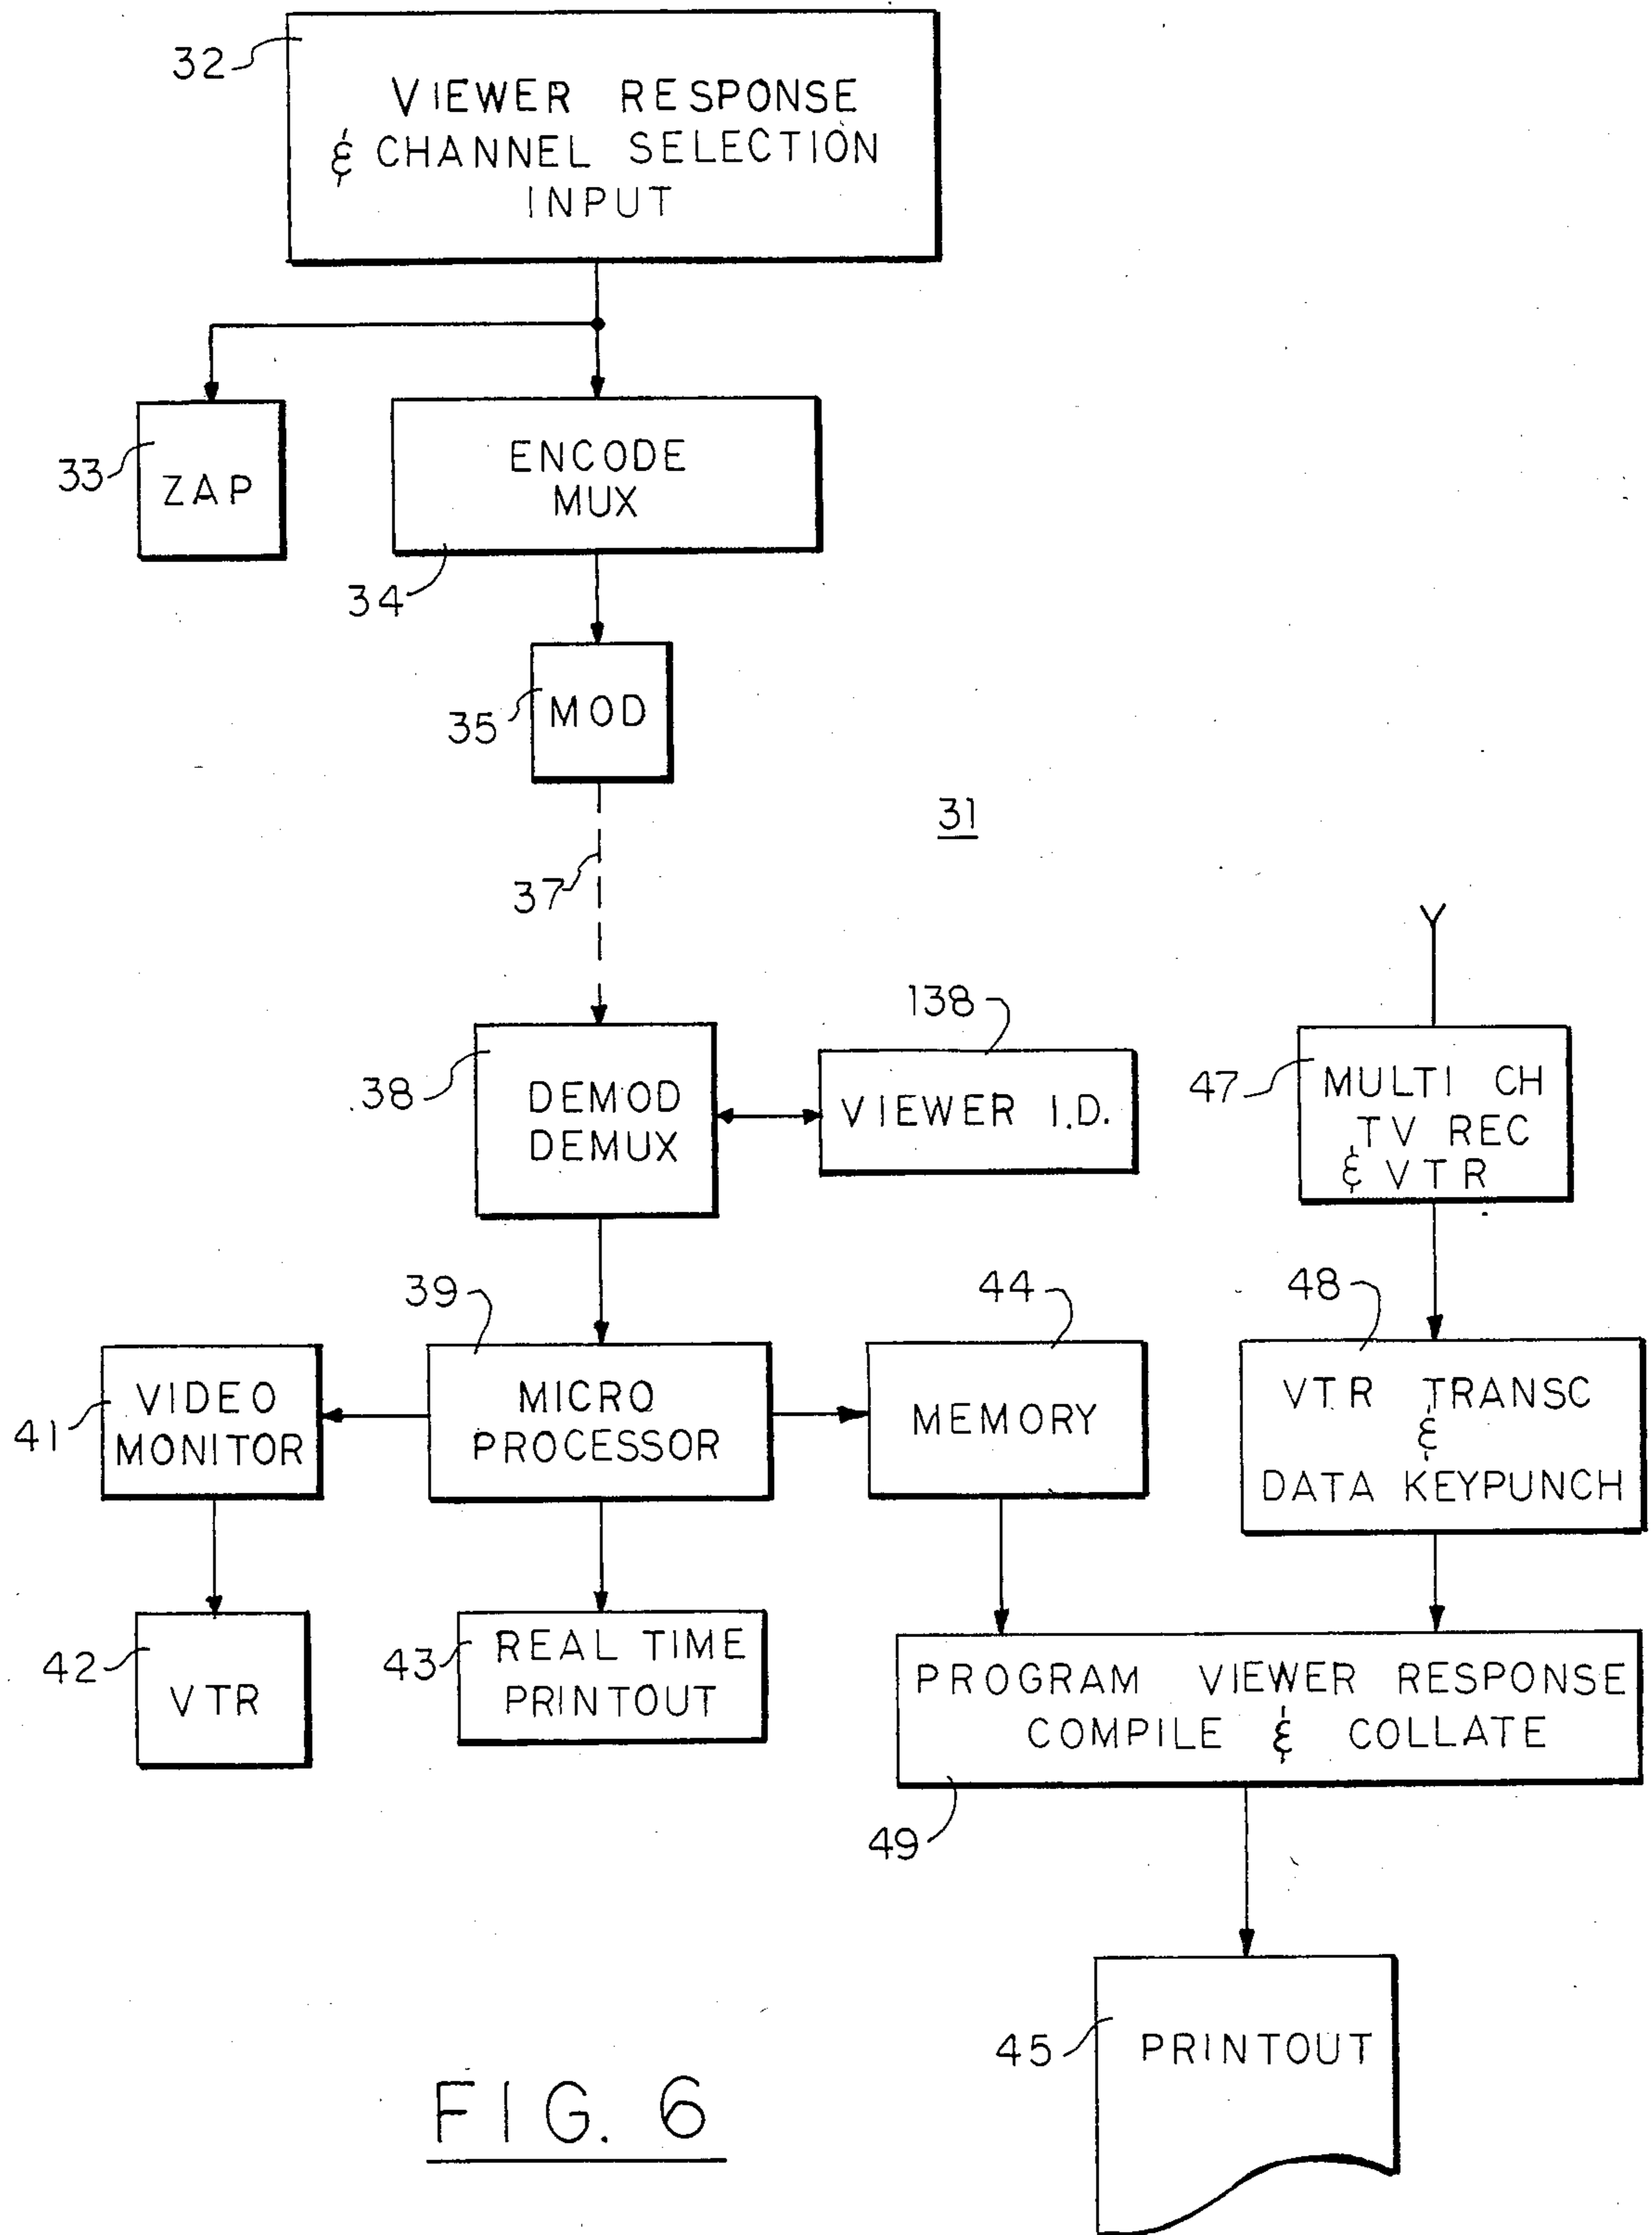 32
VIEWER RESPONSE
& CHANNEL SELECTION
INPUT
33
ZAP
ENCODE
MUX
34
35
MOD
31
37
138
38
DEMOD
DEMUX
VIEWER I.D.
47
MULTI CH
TV REC
& VTR
39
44
48
41
VIDEO
MONITOR
MICRO
PROCESSOR
MEMORY
VTR TRANSC
&
DATA KEYPUNCH
42
VTR
43
REAL TIME
PRINTOUT
PROGRAM VIEWER RESPONSE
COMPILE & COLLATE
49
45
PRINTOUT
FIG. 6